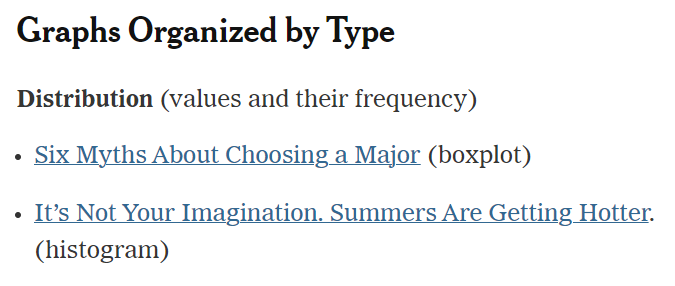 Graphs Organized by Type
Distribution (values and their frequency)
• Six Myths About Choosing a Major (boxplot)
• It’s Not Your Imagination. Summers Are Getting Hotter.
(histogram)